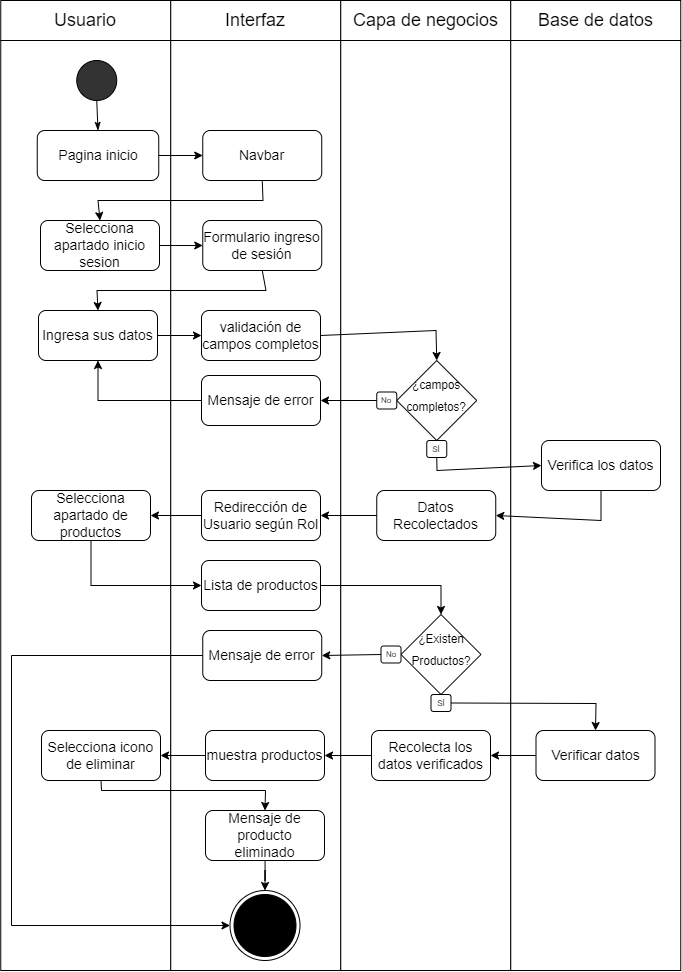 Usuario
Interfaz
Capa de negocios
Base de datos
Pagina inicio
Navbar
Selecciona
apartado inicio
sesion
Formulario ingreso
de sesión
Ingresa sus datos
validación de
campos completos
¿campos
completos?
No
Mensaje de error
SÍ
Verifica los datos
Datos
Recolectados
Redirección de
Usuario según Rol
Selecciona
apartado de
productos
Lista de productos
¿Existen
Productos?
No
Mensaje de error
SÍ
Verificar datos
Recolecta los
datos verificados
muestra productos
Selecciona icono
de eliminar
Mensaje de
producto
eliminado